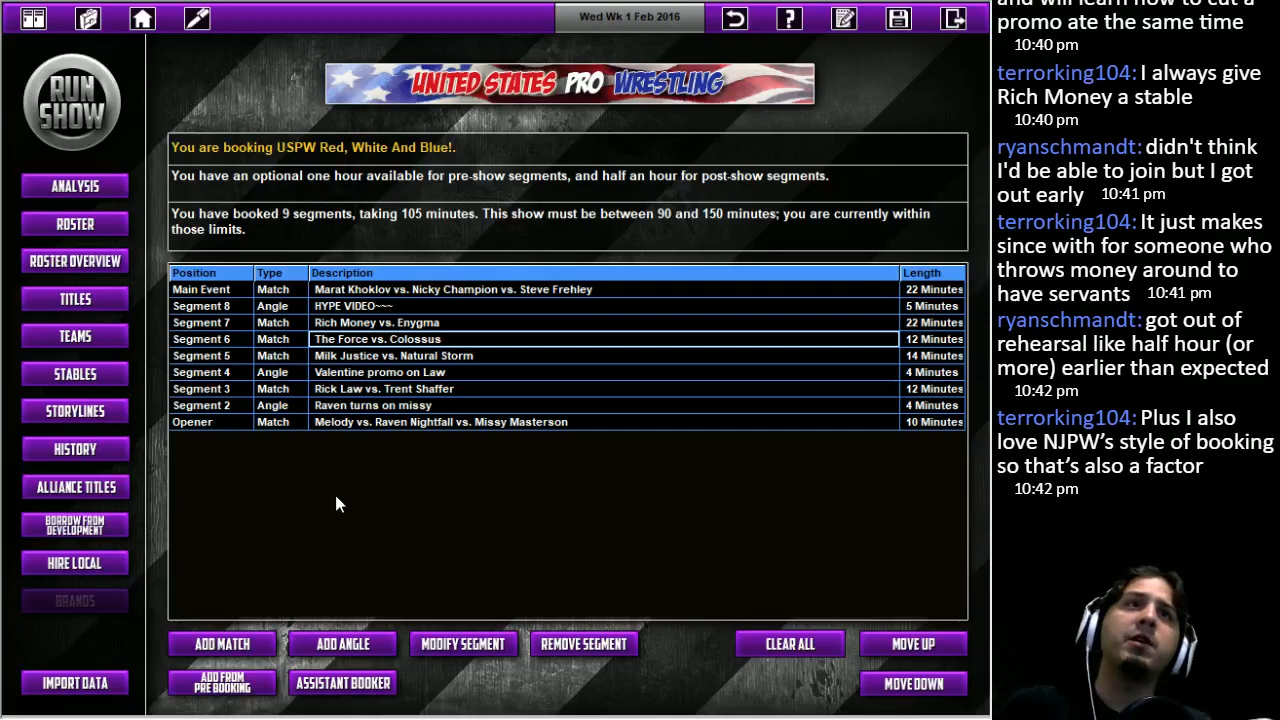 Wed Wk 1 Feb 2016
?
RUN
SHOW
UNITED STATES PRO WRESTLING
You are booking USPW Red, White And Blue!.
You have an optional one hour available for pre-show segments, and half an hour for post-show segments.
You have booked 9 segments, taking 105 minutes. This show must be between 90 and 150 minutes; you are currently within
those limits.
ANALYSIS
ROSTER
ROSTER OVERVIEW
TITLES
TEAMS
STABLES
STORYLINES
HISTORY
ALLIANCE TITLES
BORROW FROM
DEVELOPMENT
HIRE LOCAL
BRANDS
IMPORT DATA
Position Type Description Length
Main Event Match Marat Khoklov vs. Nicky Champion vs. Steve Frehley 22 Minutes
Segment 8 Angle HYPE VIDEO~~~ 5 Minutes
Segment 7 Match Rich Money vs. Enygma 22 Minutes
Segment 6 Match The Force vs. Colossus 12 Minutes
Segment 5 Match Milk Justice vs. Natural Storm 14 Minutes
Segment 4 Angle Valentine promo on Law 4 Minutes
Segment 3 Match Rick Law vs. Trent Shaffer 12 Minutes
Segment 2 Angle Raven turns on missy 4 Minutes
Opener Match Melody vs. Raven Nightfall vs. Missy Masterson 10 Minutes
ADD MATCH ADD ANGLE MODIFY SEGMENT REMOVE SEGMENT CLEAR ALL MOVE UP
ADD FROM
PRE BOOKING
ASSISTANT BOOKER MOVE DOWN
and will learn how to cut a
promo ate the same time
10:40 pm
terrorking104: I always give
Rich Money a stable
10:40 pm
ryanschmandt: didn't think
I'd be able to join but I got
out early 10:41 pm
terrorking104: It just makes
since with for someone who
throws money around to
have servants 10:41 pm
ryanschmandt: got out of
rehearsal like half hour (or
more) earlier than expected
10:42 pm
terrorking104: Plus I also
love NJPW's style of booking
so that's also a factor
10:42 pm